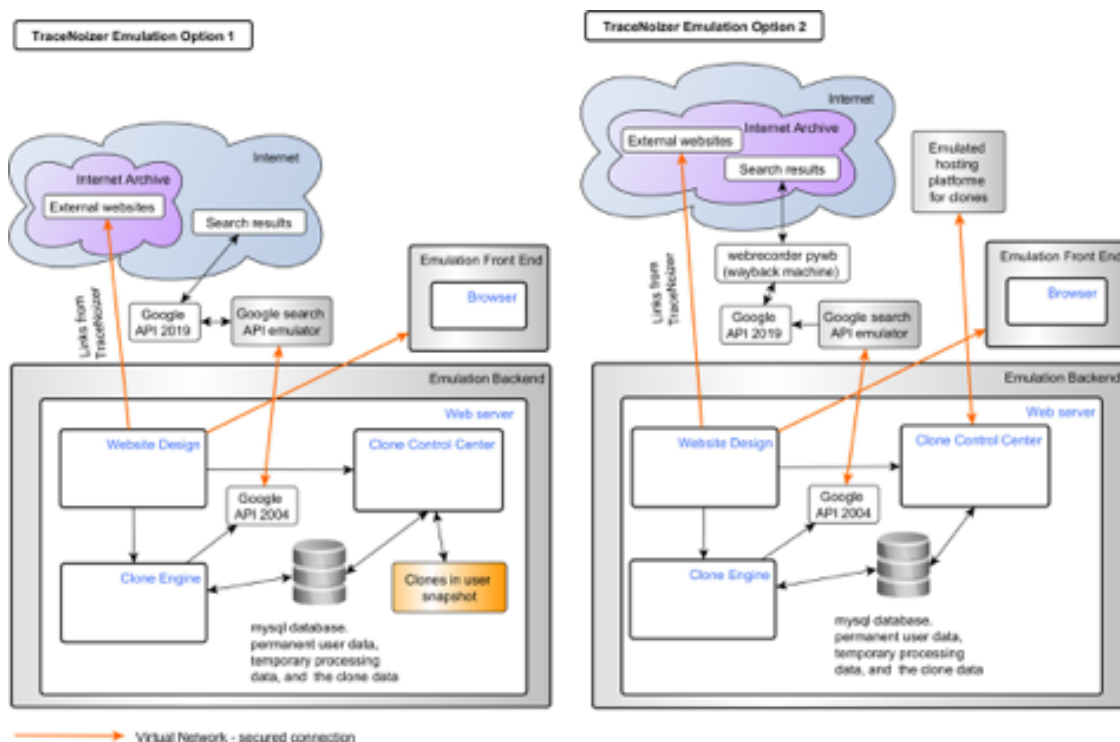 TraceNoizer Emulation Option 1
Internet
Internet Archive
External websites
Search results
Links from
TraceNoizer
Google
API 2019
Google search
API emulator
Emulation Front End
Browser
Emulation Backend
Web server
Website Design
Clone Control Center
Google
API 2004
Clone Engine
Clones in user
snapshot
mysql database.
permanent user data,
temporary processing
data, and the clone data
Virtual Network - secured connection
TraceNoizer Emulation Option 2
Internet
Internet Archive
External websites
Search results
Emulated
hosting
platforme
for clones
webrecorder pywb
(wayback machine)
Links from
TraceNoizer
Google
API 2019
Google search
API emulator
Emulation Front End
Browser
Emulation Backend
Web server
Website Design
Clone Control Center
Google
API 2004
Clone Engine
mysql database.
permanent user data,
temporary processing
data, and the clone data